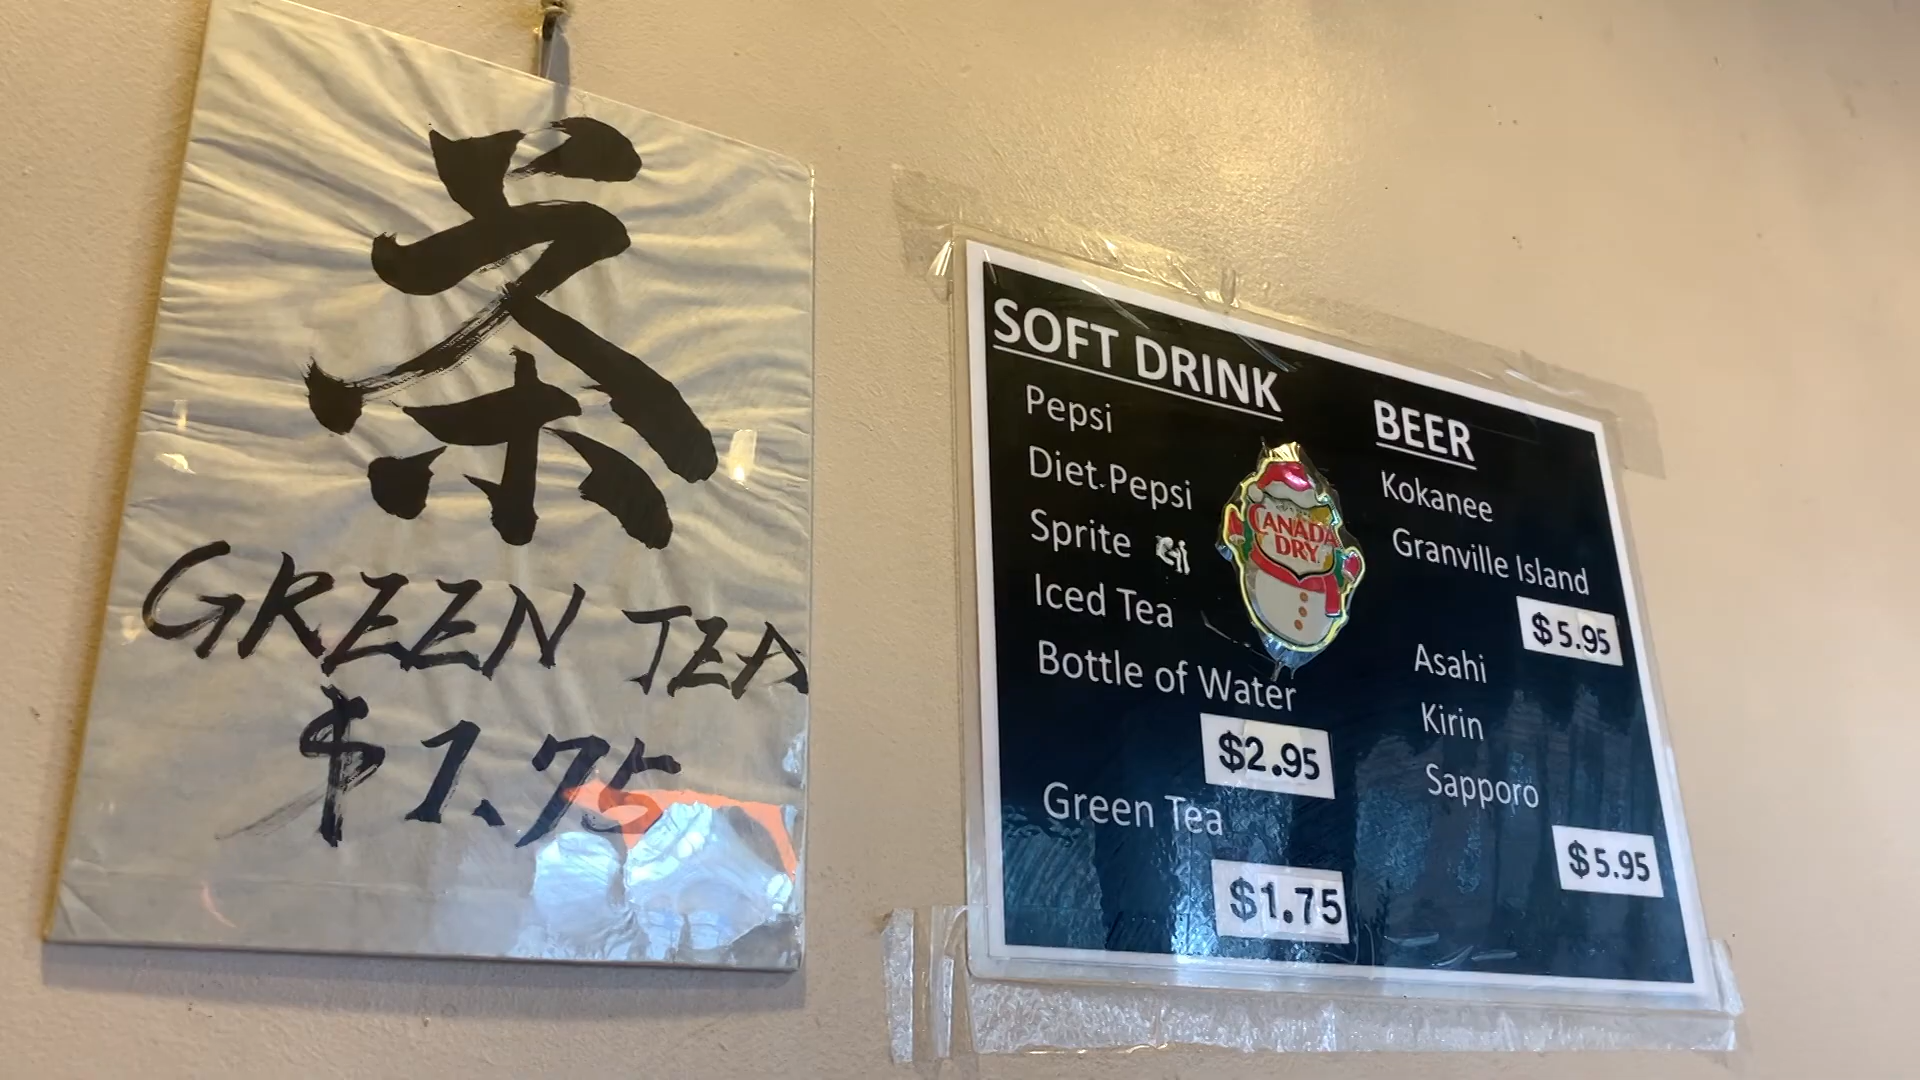 茶
GREEN TEA
$1.75
SOFT DRINK
Pepsi
Diet Pepsi
Sprite
Iced Tea
Bottle of Water
$2.95
Green Tea
$1.75
CANADA
DRY
BEER
Kokanee
Granville Island
$5.95
Asahi
Kirin
Sapporo
$5.95